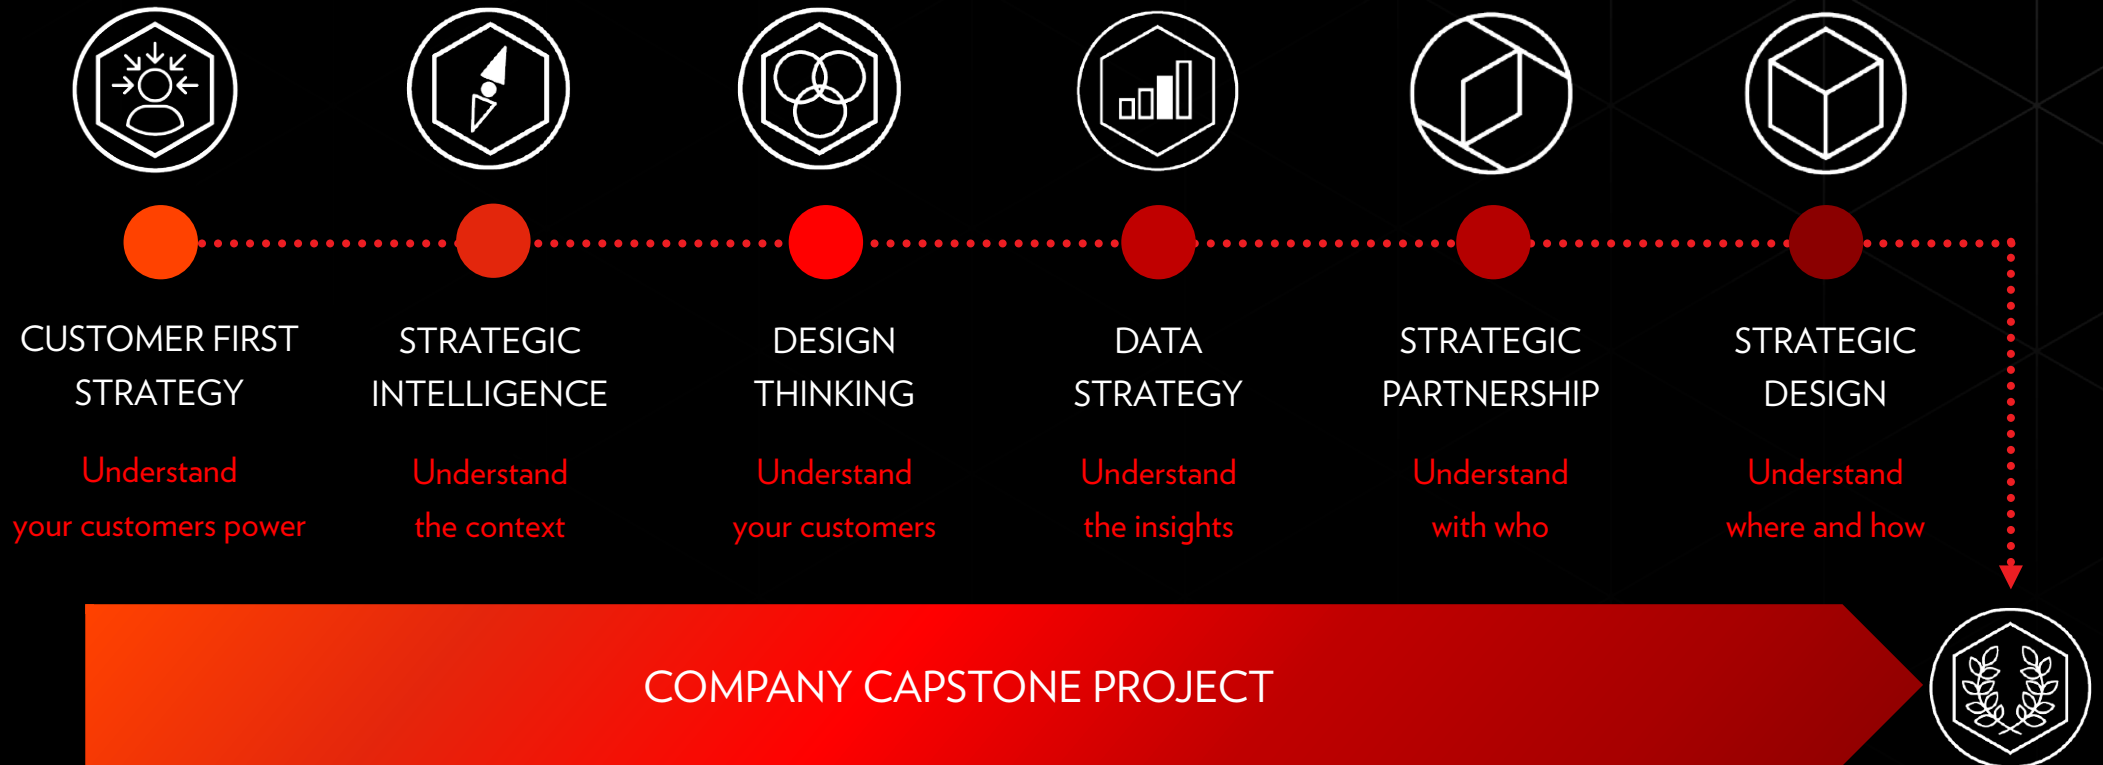 CUSTOMER FIRST
STRATEGY
Understand
your customers power
STRATEGIC
INTELLIGENCE
Understand
the context
DESIGN
THINKING
Understand
your customers
DATA
STRATEGY
Understand
the insights
STRATEGIC
PARTNERSHIP
Understand
with who
STRATEGIC
DESIGN
Understand
where and how
COMPANY CAPSTONE PROJECT